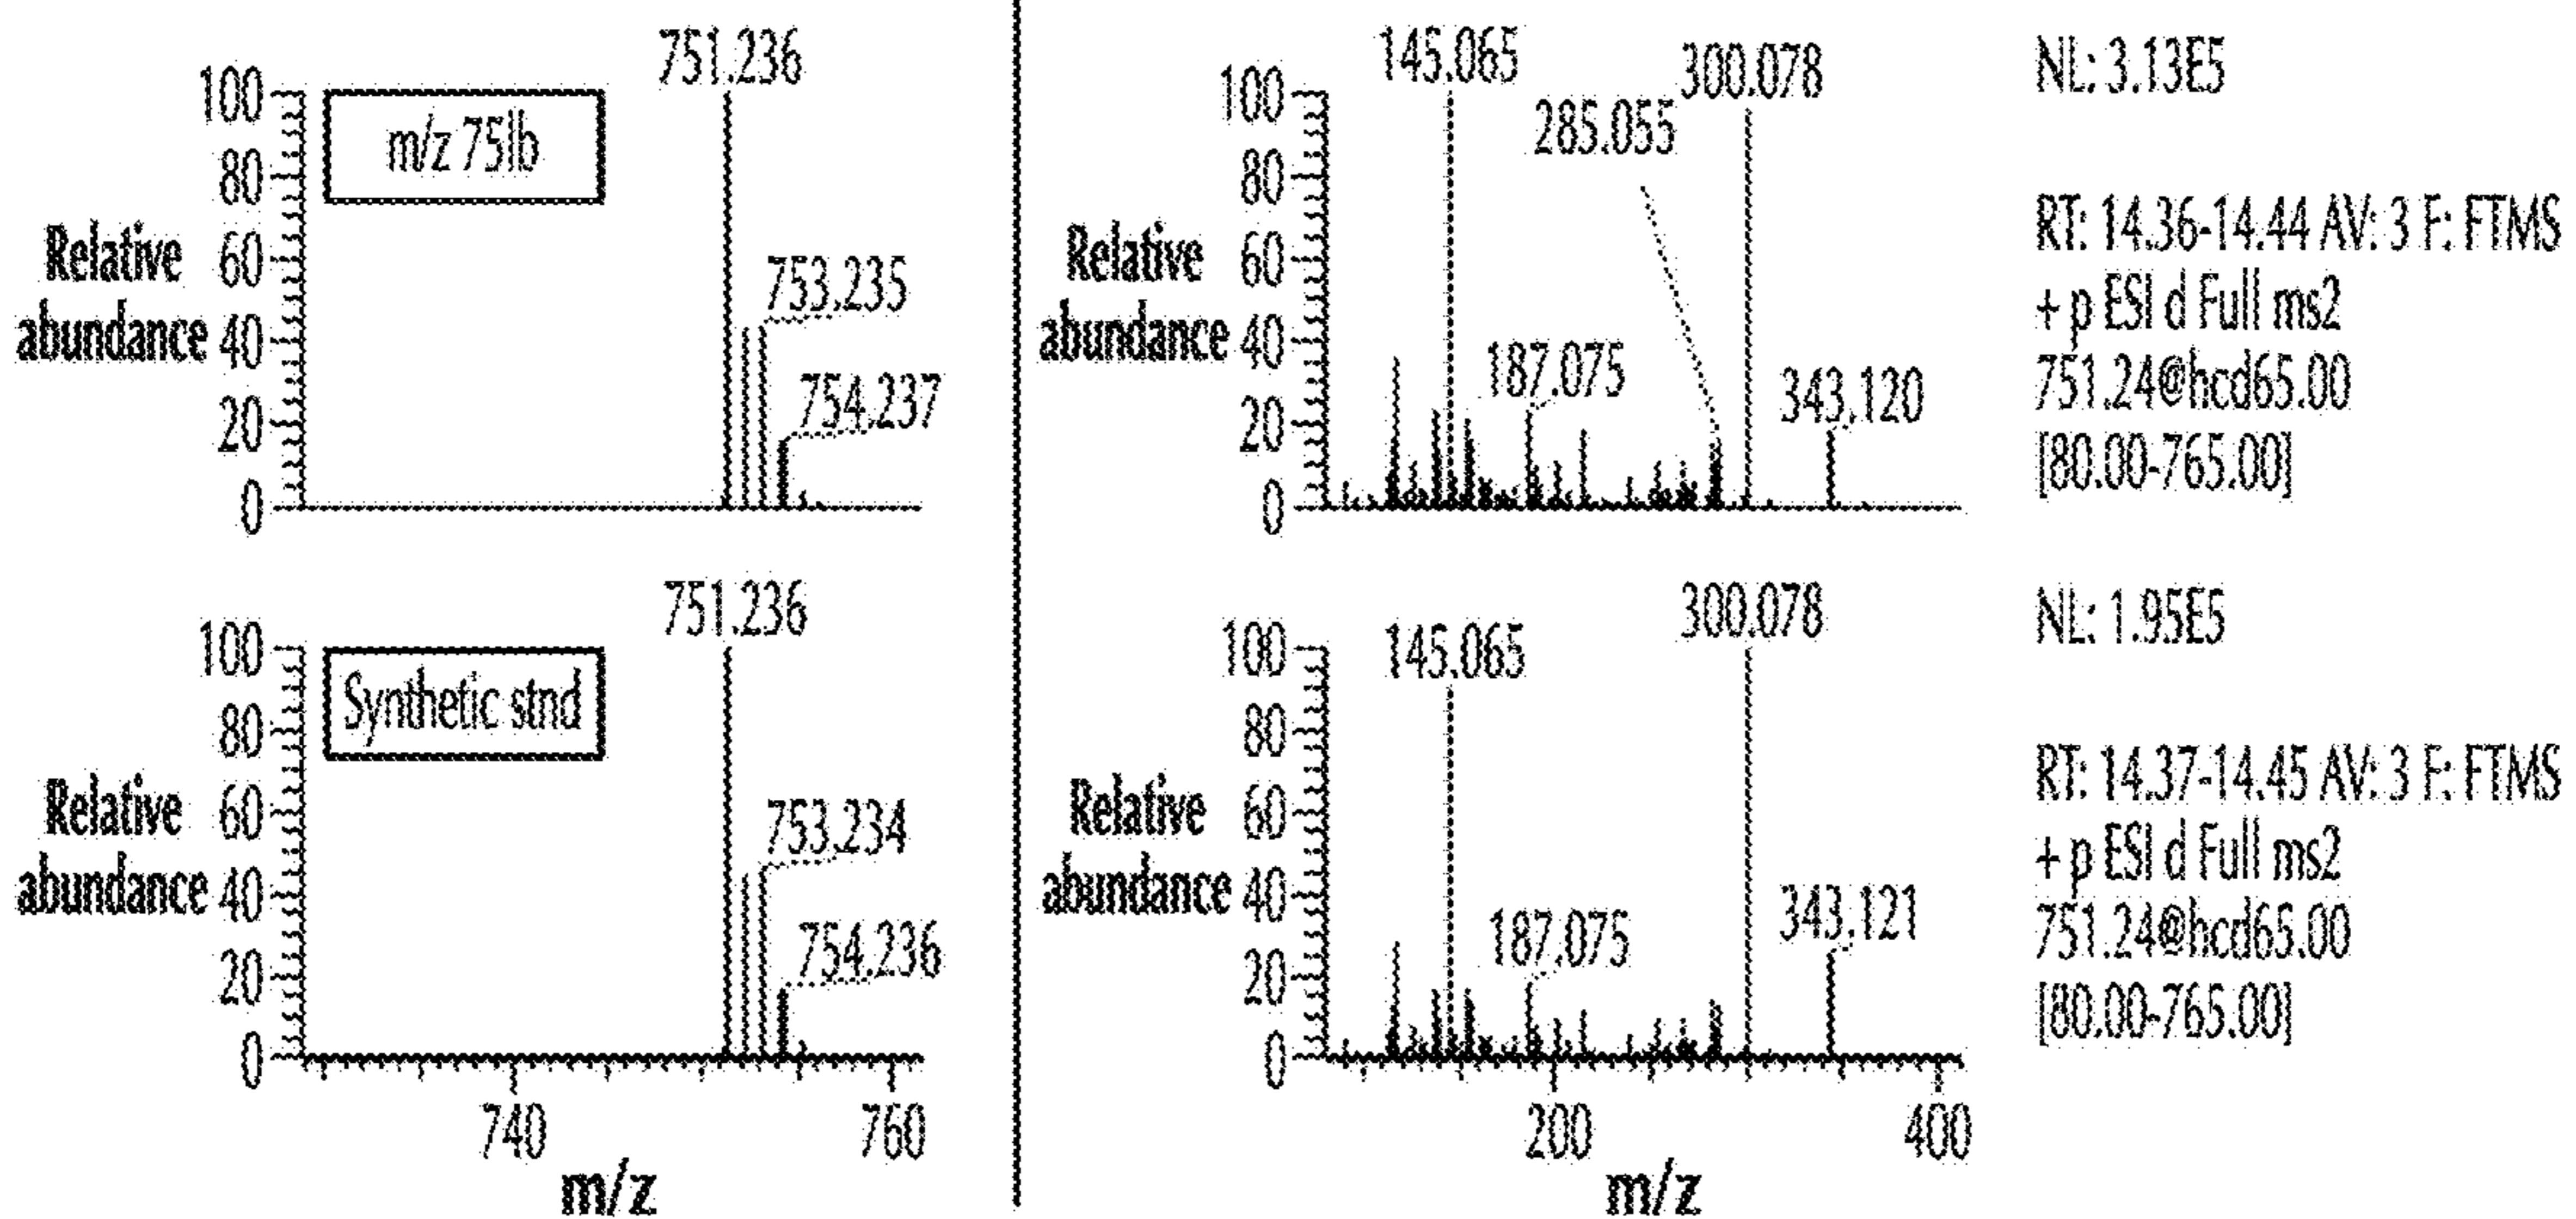 751.236
100
80
60
40
20
0
Relative
abundance
m/z 75lb
753.235
754.237
145.065
300.078
285.055
100
80
60
40
20
0
Relative
abundance
187.075
343.120
NL: 3.13E5
RT: 14.36-14.44 AV: 3 F: FTMS
+ p ESI d Full ms2
751.24@hcd65.00
[80.00-765.00]
751.236
100
80
60
40
20
0
Relative
abundance
Synthetic stnd
753.234
754.236
740
760
m/z
300.078
145.065
100
80
60
40
20
0
Relative
abundance
187.075
343.121
200
400
m/z
NL: 1.95E5
RT: 14.37-14.45 AV: 3 F: FTMS
+ p ESI d Full ms2
751.24@hcd65.00
[80.00-765.00]